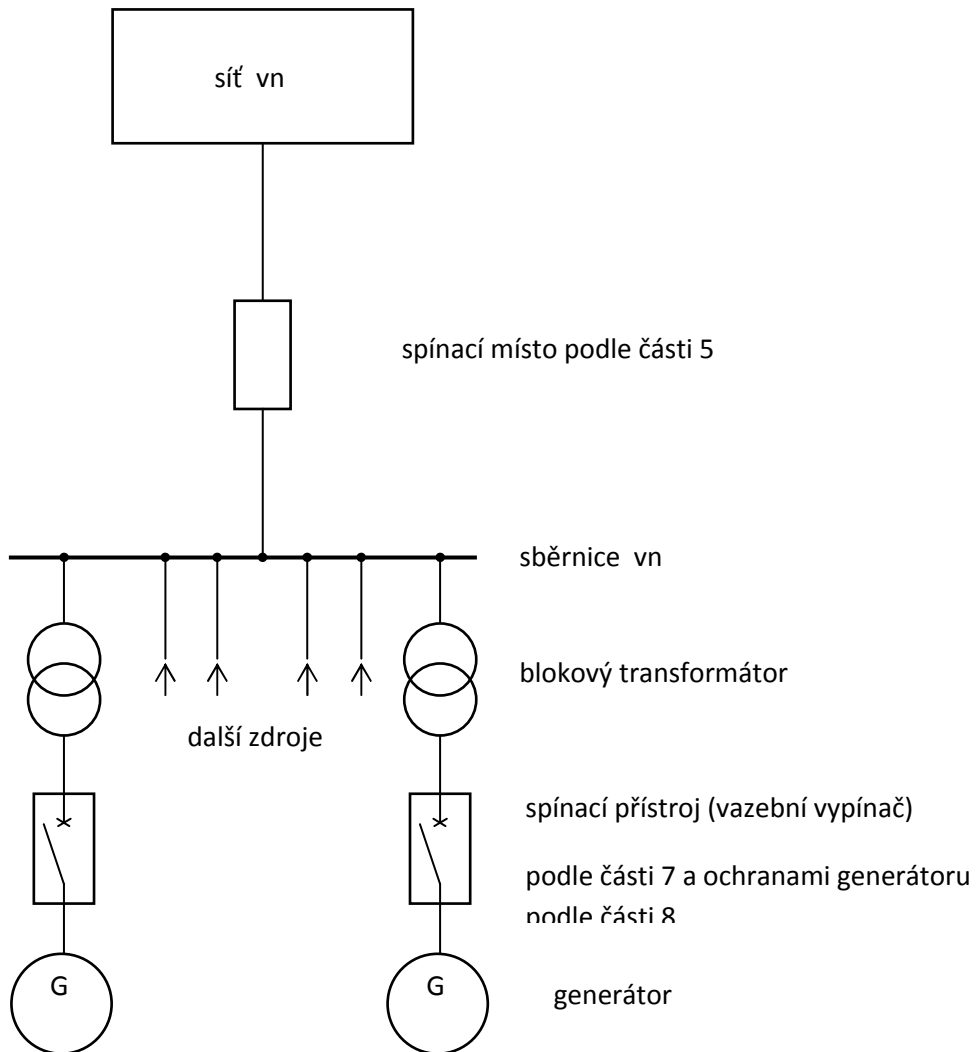 síť vn
spínací místo podle části 5
sběrnice vn
blokový transformátor
další zdroje
spínací přístroj (vazební vypínač)
podle části 7 a ochranami generátoru
podle části 8
G
G
generátor